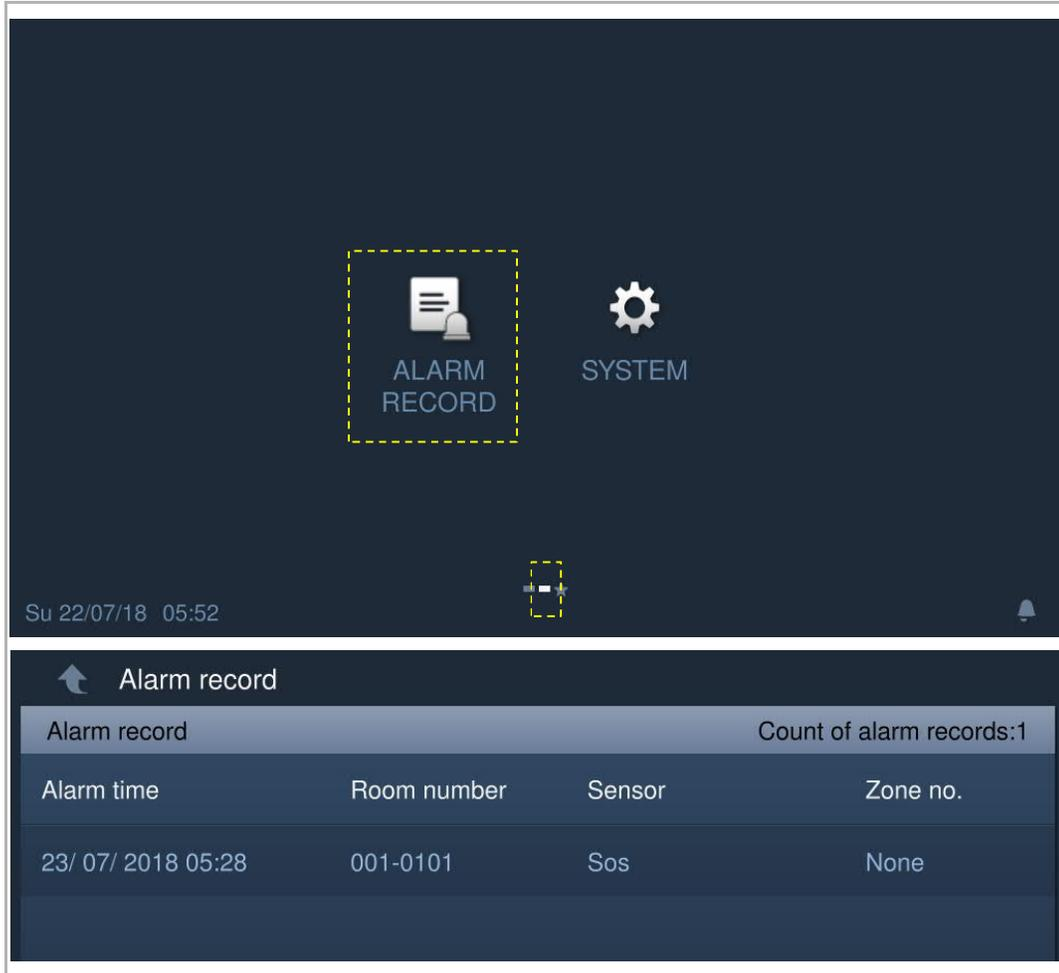 ALARM
RECORD
SYSTEM
Su 22/07/18 05:52
Alarm record
Alarm record Count of alarm records:1
Alarm time Room number Sensor Zone no.
23/ 07/ 2018 05:28 001-0101 Sos None